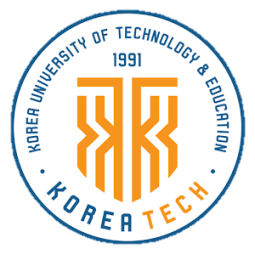 KOREA UNIVERSITY OF TECHNOLOGY & EDUCATION
1991
KOREATECH